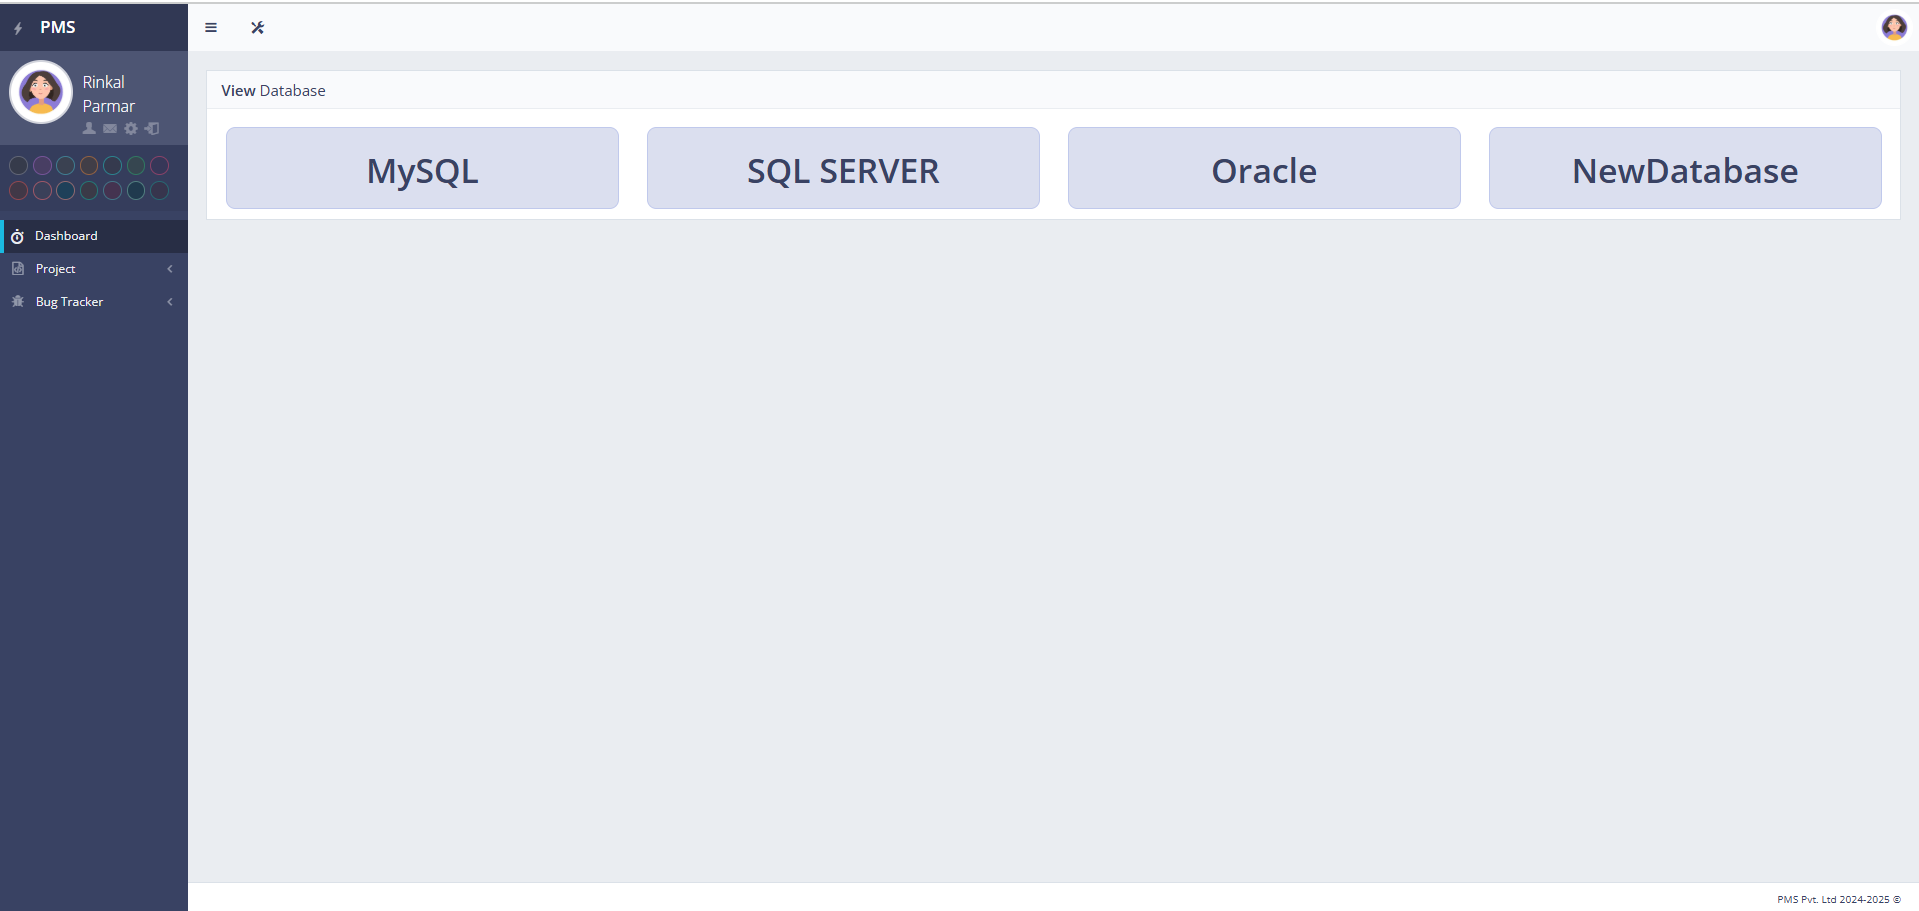 PMS
Rinkal
Parmar
Dashboard
Project
Bug Tracker
View Database
MySQL
SQL SERVER
Oracle
NewDatabase
PMS Pvt. Ltd 2024-2025 ©